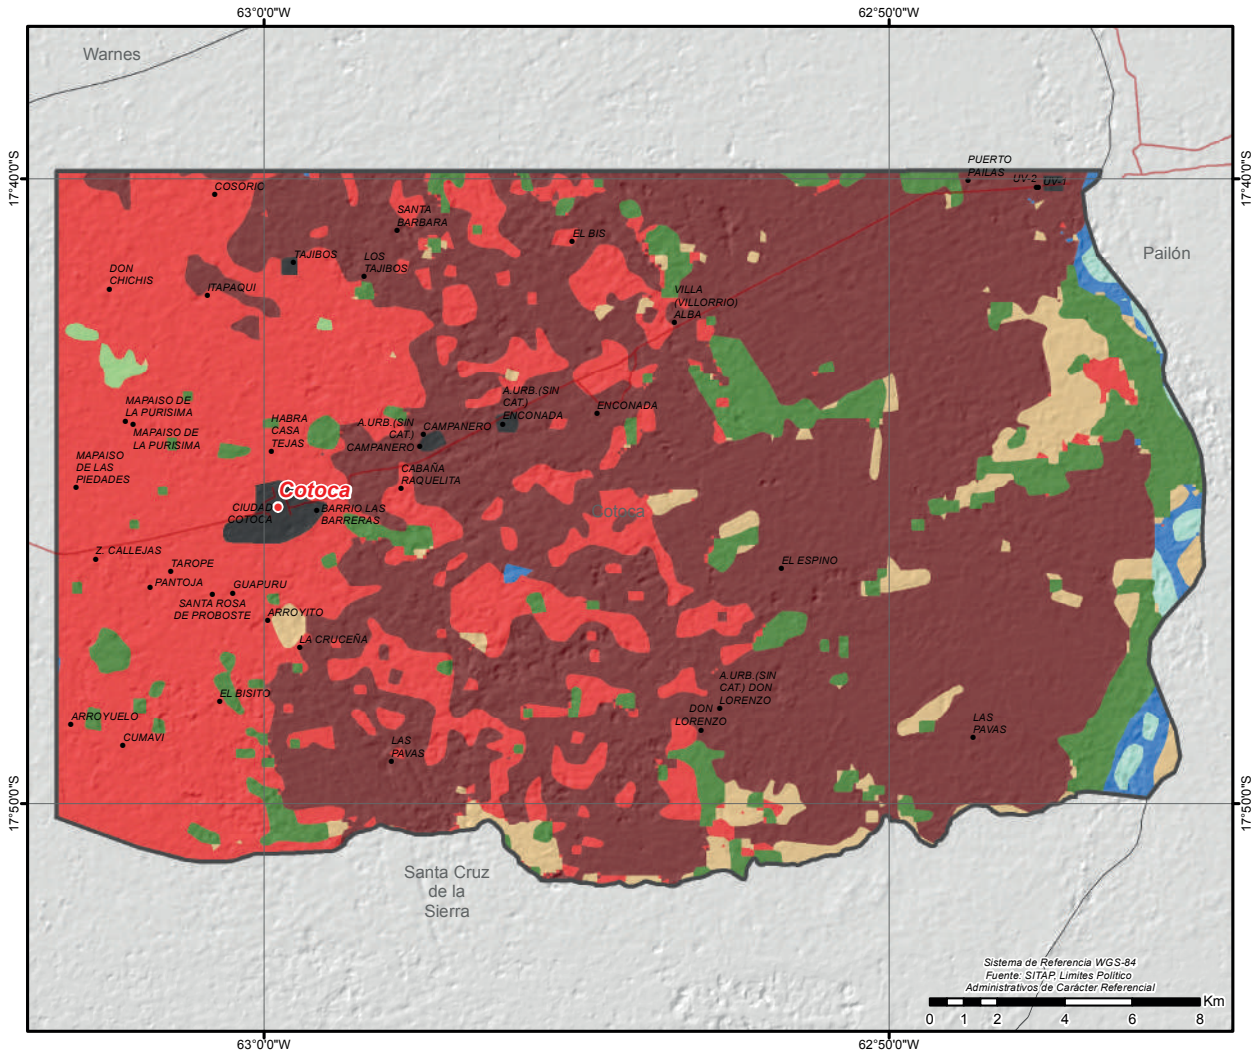 63°0'0"W
62°50'0"W
Warnes
17°40'0"S
17°40'0"S
PUERTO
PAILAS
UV-2
UV-1
COSORIO
SANTA
BARBARA
EL BIS
Pailón
TAJIBOS
LOS
TAJIBOS
DON
CHICHIS
ITAPAQUI
VILLA
(VILLORRIO)
ALBA
A.URB.(SIN
CAT.)
ENCONADA
MAPAISO DE
LA PURISIMA
MAPAISO DE
LA PURISIMA
HABRA
CASA
TEJAS
A.URB.(SIN
CAT.)
CAMPANERO
CAMPANERO
ENCONADA
MAPAISO
DE LAS
PIEDADES
CABAÑA
RAQUELITA
Cotoca
CIUDAD
COTOCA
BARRIO LAS
BARRERAS
Cotoca
Z. CALLEJAS
TAROPE
PANTOJA
GUAPURU
SANTA ROSA
DE PROBOSTE
EL ESPINO
ARROYITO
LA CRUCEÑA
EL BISITO
A.URB.(SIN
CAT.) DON
LORENZO
DON
LORENZO
ARROYUELO
CUMAVI
LAS
PAVAS
LAS
PAVAS
17°50'0"S
17°50'0"S
Santa Cruz
de la
Sierra
Sistema de Referencia WGS-84
Fuente: SITAP, Limites Político
Administrativos de Carácter Referencial
Km
0 1 2 4 6 8
63°0'0"W
62°50'0"W